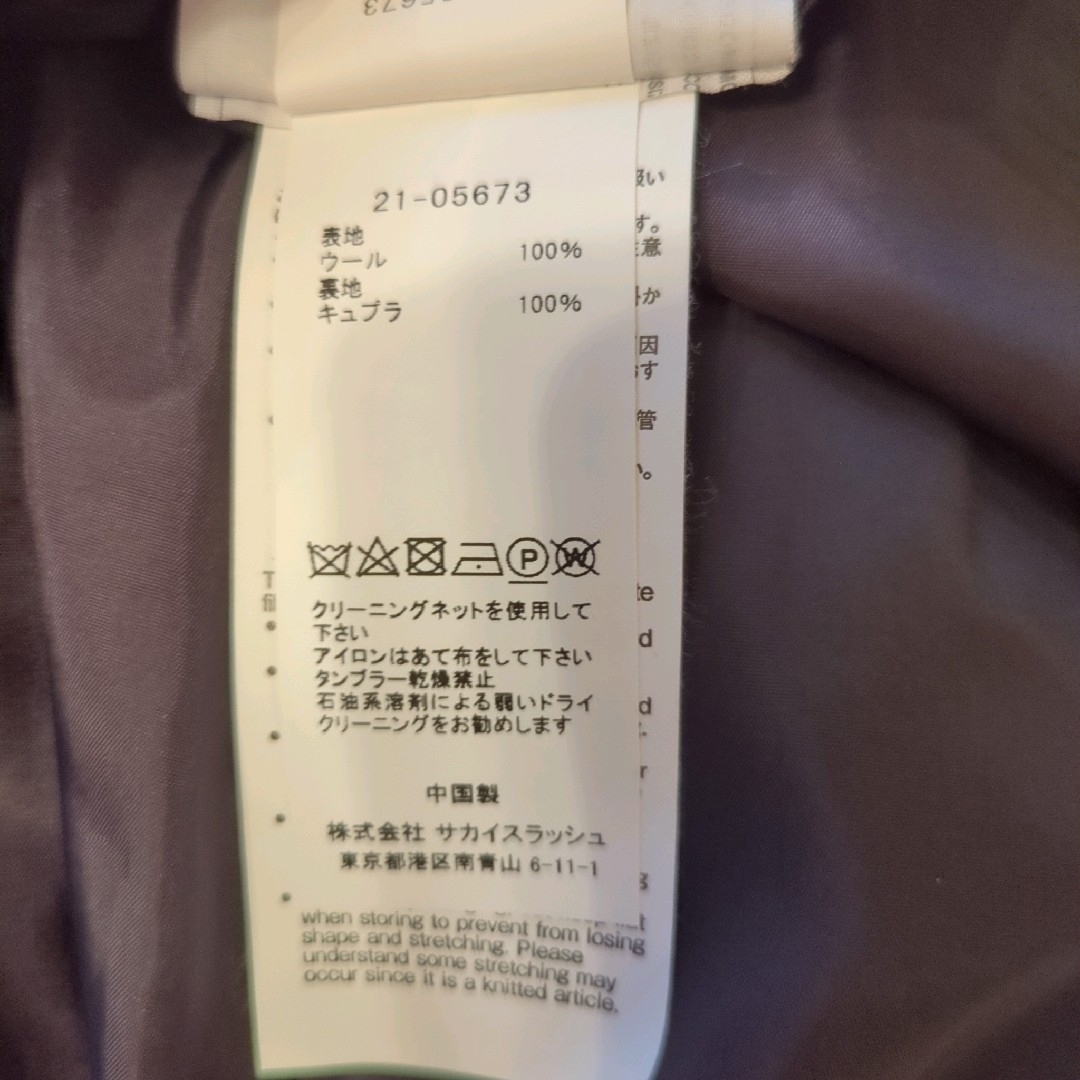 21-05673
表地
ウール 100%
裏地
キュプラ 100%
P W
クリーニングネットを使用して
下さい
アイロンはあて布をして下さい
タンブラー乾燥禁止
石油系溶剤による弱いドライ
クリーニングをお勧めします
中国製
株式会社 サカイスラッシュ
東京都港区南青山 6-11-1
when storing to prevent from losing
shape and stretching. Please
understand some stretching may
occur since it is a knitted article.